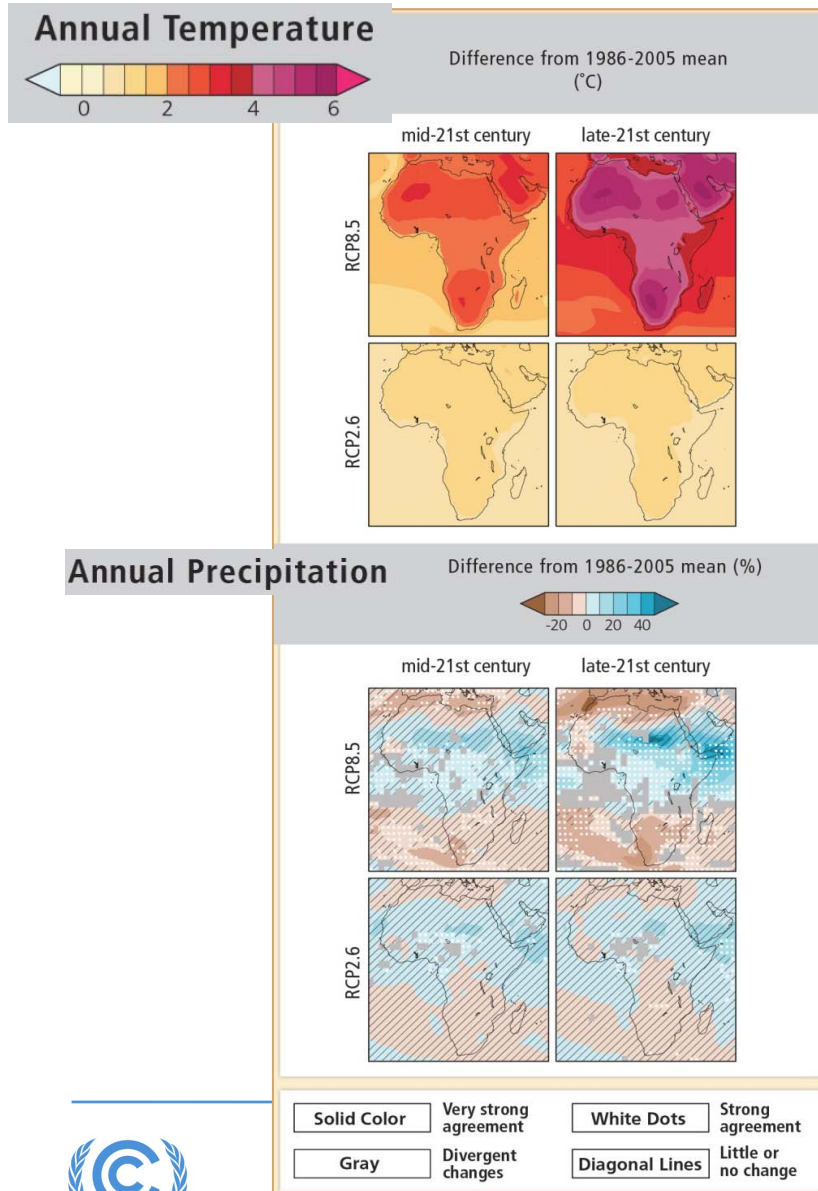 Annual Temperature
0 2 4 6
Difference from 1986-2005 mean
(˚C)
mid-21st century late-21st century
RCP8.5
RCP2.6
Annual Precipitation
Difference from 1986-2005 mean (%)
-20 0 20 40
mid-21st century late-21st century
RCP8.5
RCP2.6
Solid Color Very strong
agreement
White Dots Strong
agreement
Gray Divergent
changes
Diagonal Lines Little or
no change